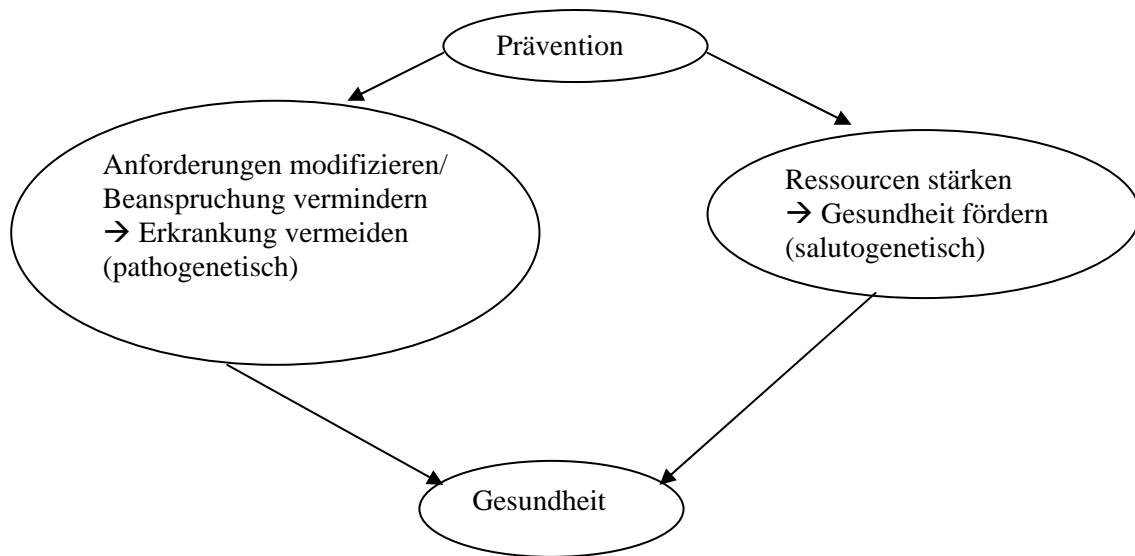 Prävention
Anforderungen modifizieren/
Beanspruchung vermindern
→ Erkrankung vermeiden
(pathogenetisch)
Ressourcen stärken
→ Gesundheit fördern
(salutogenetisch)
Gesundheit